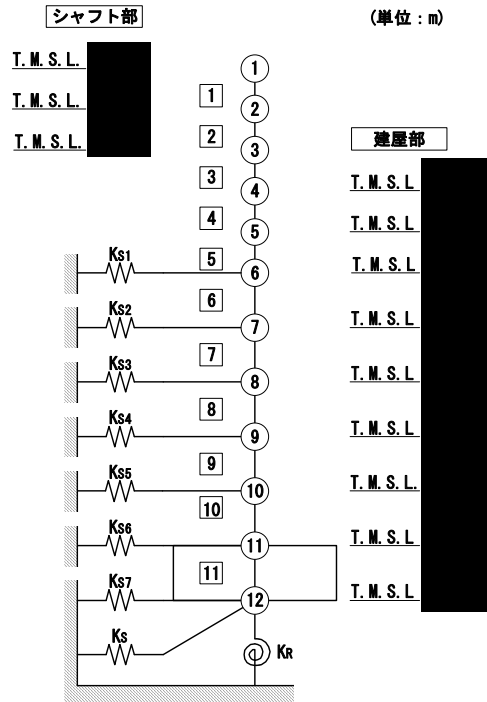 シャフト部
(単位：m)
T.M.S.L.
T.M.S.L.
T.M.S.L.
建屋部
T.M.S.L
T.M.S.L
T.M.S.L
T.M.S.L
T.M.S.L
T.M.S.L
T.M.S.L.
T.M.S.L
T.M.S.L
1
1
2
2
3
3
4
4
5
5
KS1
6
6
KS2
7
7
KS3
8
8
KS4
9
9
KS5
10
10
KS6
11
11
KS7
12
KS
KR